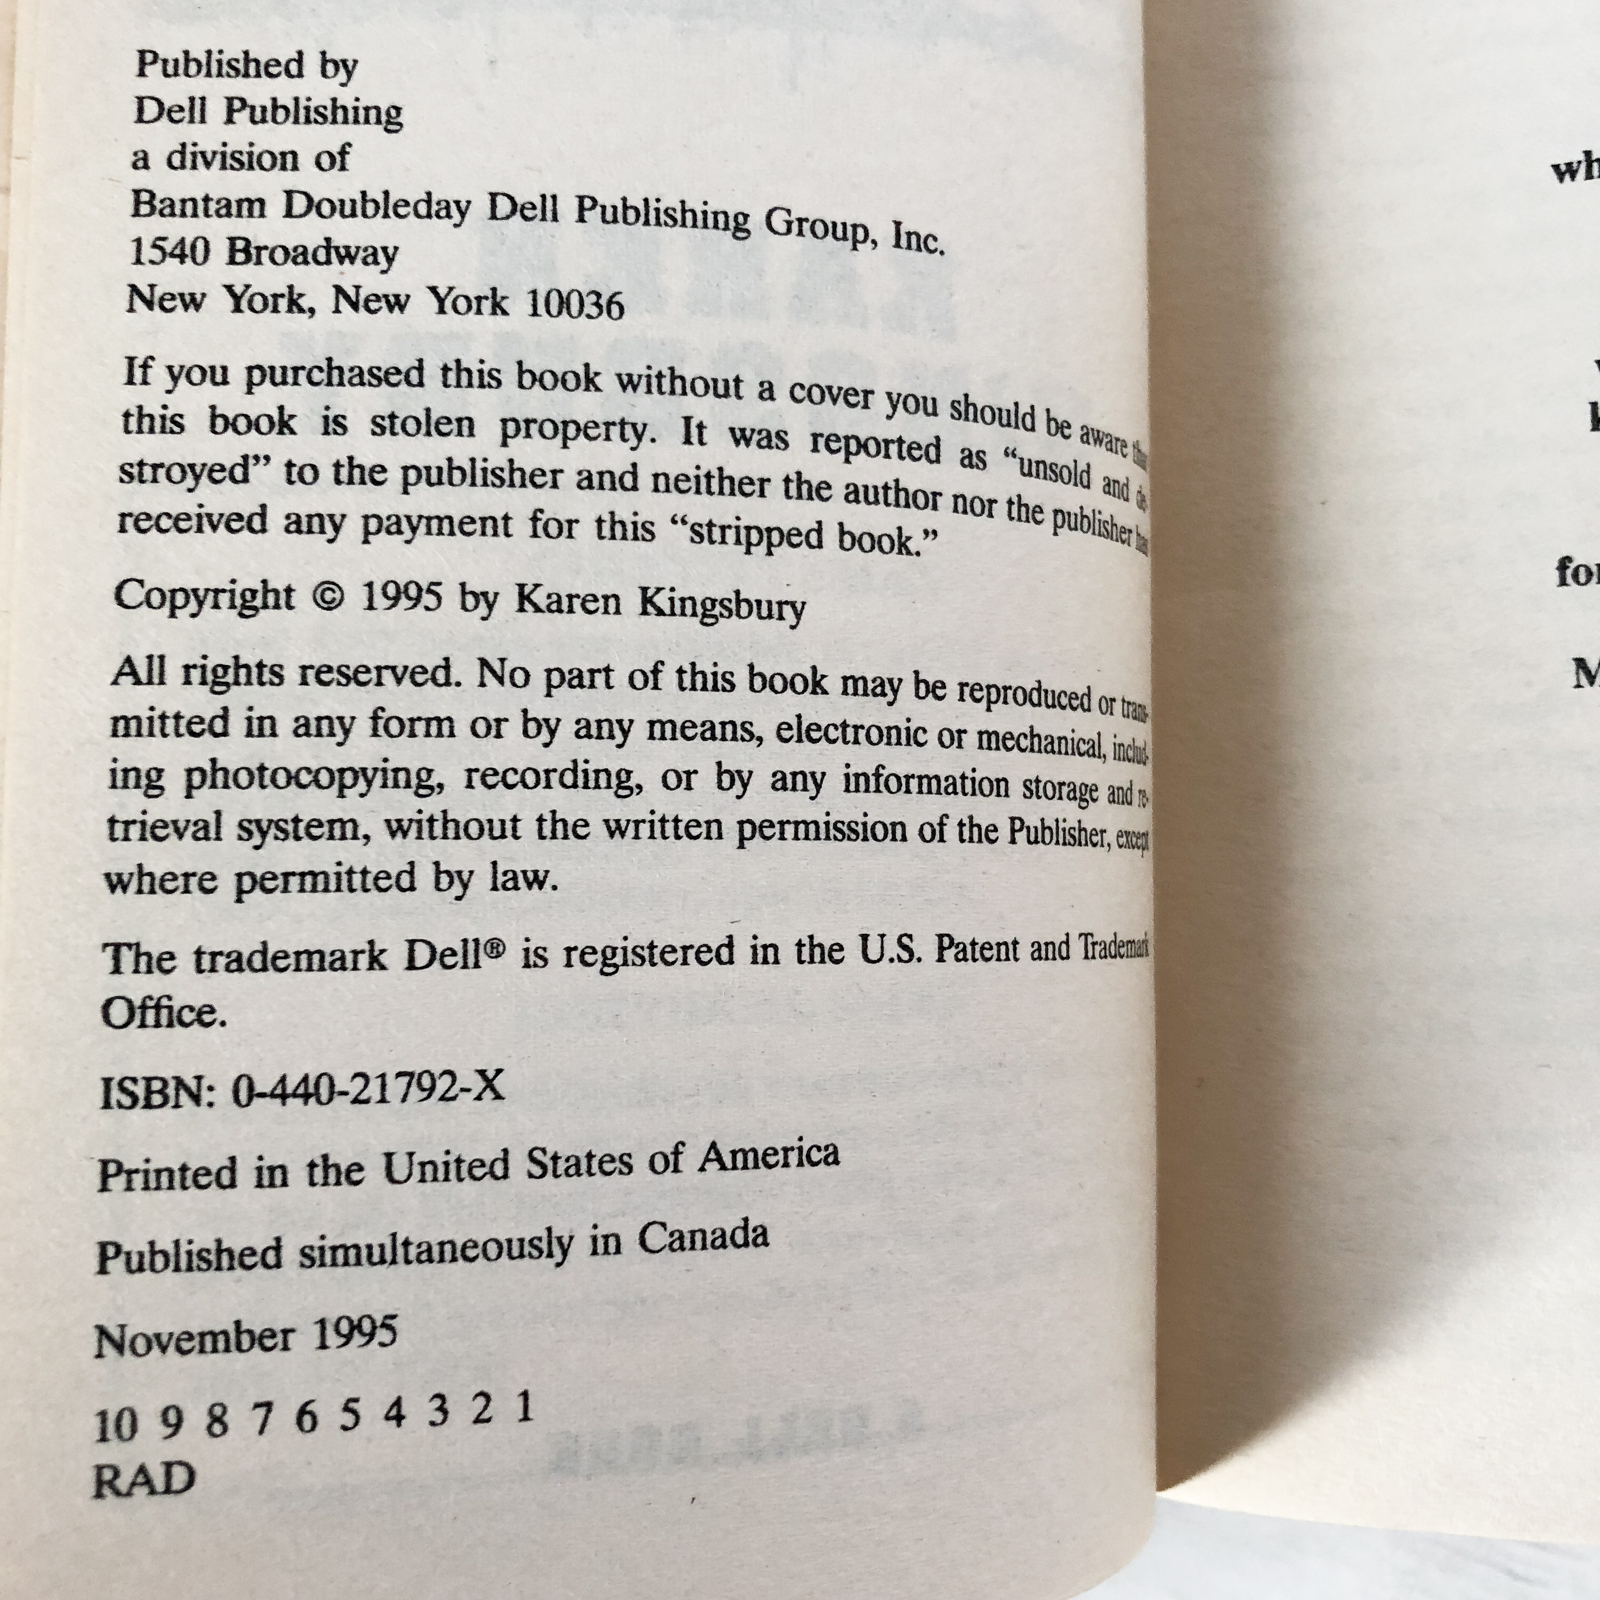 Published by
Dell Publishing
a division of
Bantam Doubleday Dell Publishing Group, Inc.
1540 Broadway
New York, New York 10036
If you purchased this book without a cover you should be aware that
this book is stolen property. It was reported as “unsold and de-
stroyed” to the publisher and neither the author nor the publisher has
received any payment for this “stripped book.”
Copyright © 1995 by Karen Kingsbury
All rights reserved. No part of this book may be reproduced or trans-
mitted in any form or by any means, electronic or mechanical, includ-
ing photocopying, recording, or by any information storage and re-
trieval system, without the written permission of the Publisher, except
where permitted by law.
The trademark Dell® is registered in the U.S. Patent and Trademark
Office.
ISBN: 0-440-21792-X
Printed in the United States of America
Published simultaneously in Canada
November 1995
10 9 8 7 6 5 4 3 2 1
RAD